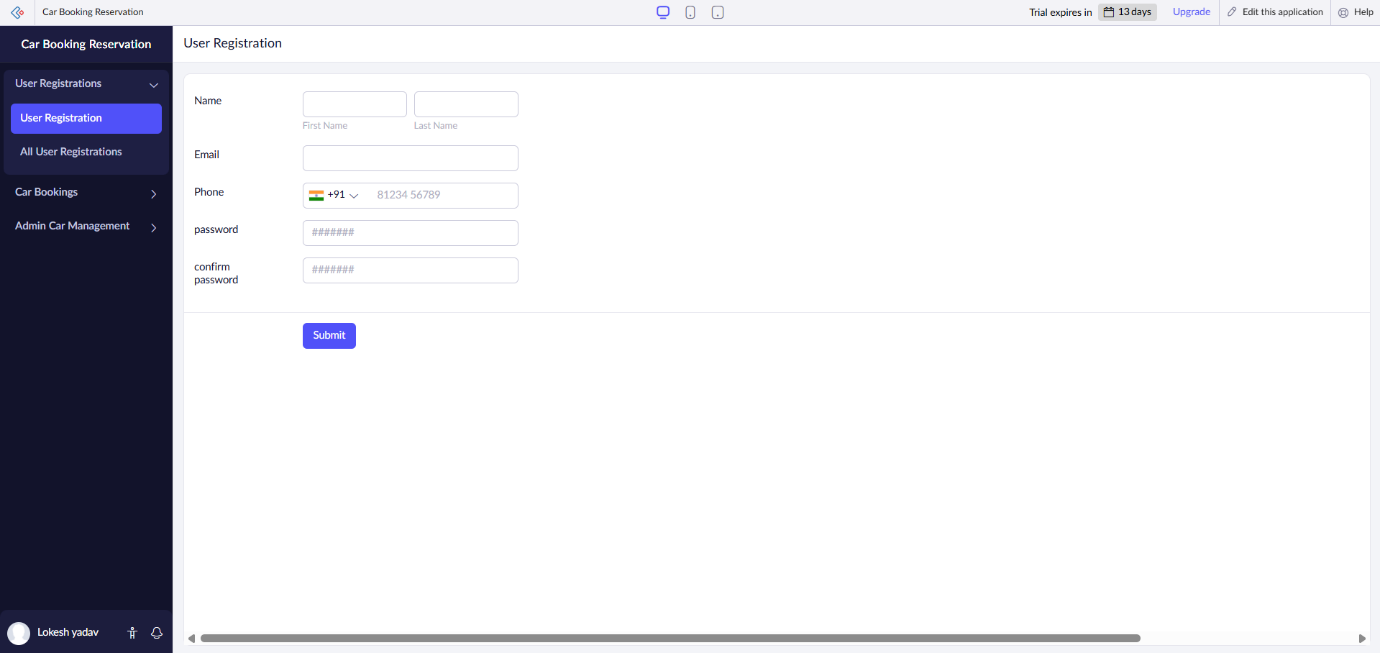 Car Booking Reservation
Trial expires in 13 days Upgrade Edit this application Help
Car Booking Reservation
User Registrations
User Registration
All User Registrations
Car Bookings
Admin Car Management
Lokesh yadav
User Registration
Name
First Name Last Name
Email
Phone +91 81234 56789
password #######
confirm #######
password
Submit